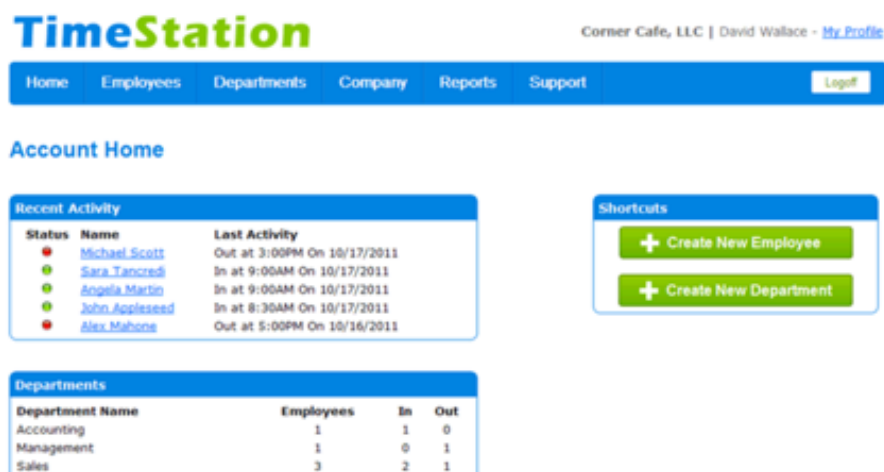 TimeStation
Corner Cafe, LLC | David Wallace - My Profile
Home Employees Departments Company Reports Support Logoff
Account Home
Recent Activity
Status Name Last Activity
Michael Scott Out at 3:00PM On 10/17/2011
Sara Tancredi In at 9:00AM On 10/17/2011
Angela Martin In at 9:00AM On 10/17/2011
John Appleseed In at 8:30AM On 10/17/2011
Alex Mahone Out at 5:00PM On 10/16/2011
Shortcuts
Create New Employee
Create New Department
Departments
Department Name Employees In Out
Accounting 1 1 0
Management 1 0 1
Sales 3 2 1